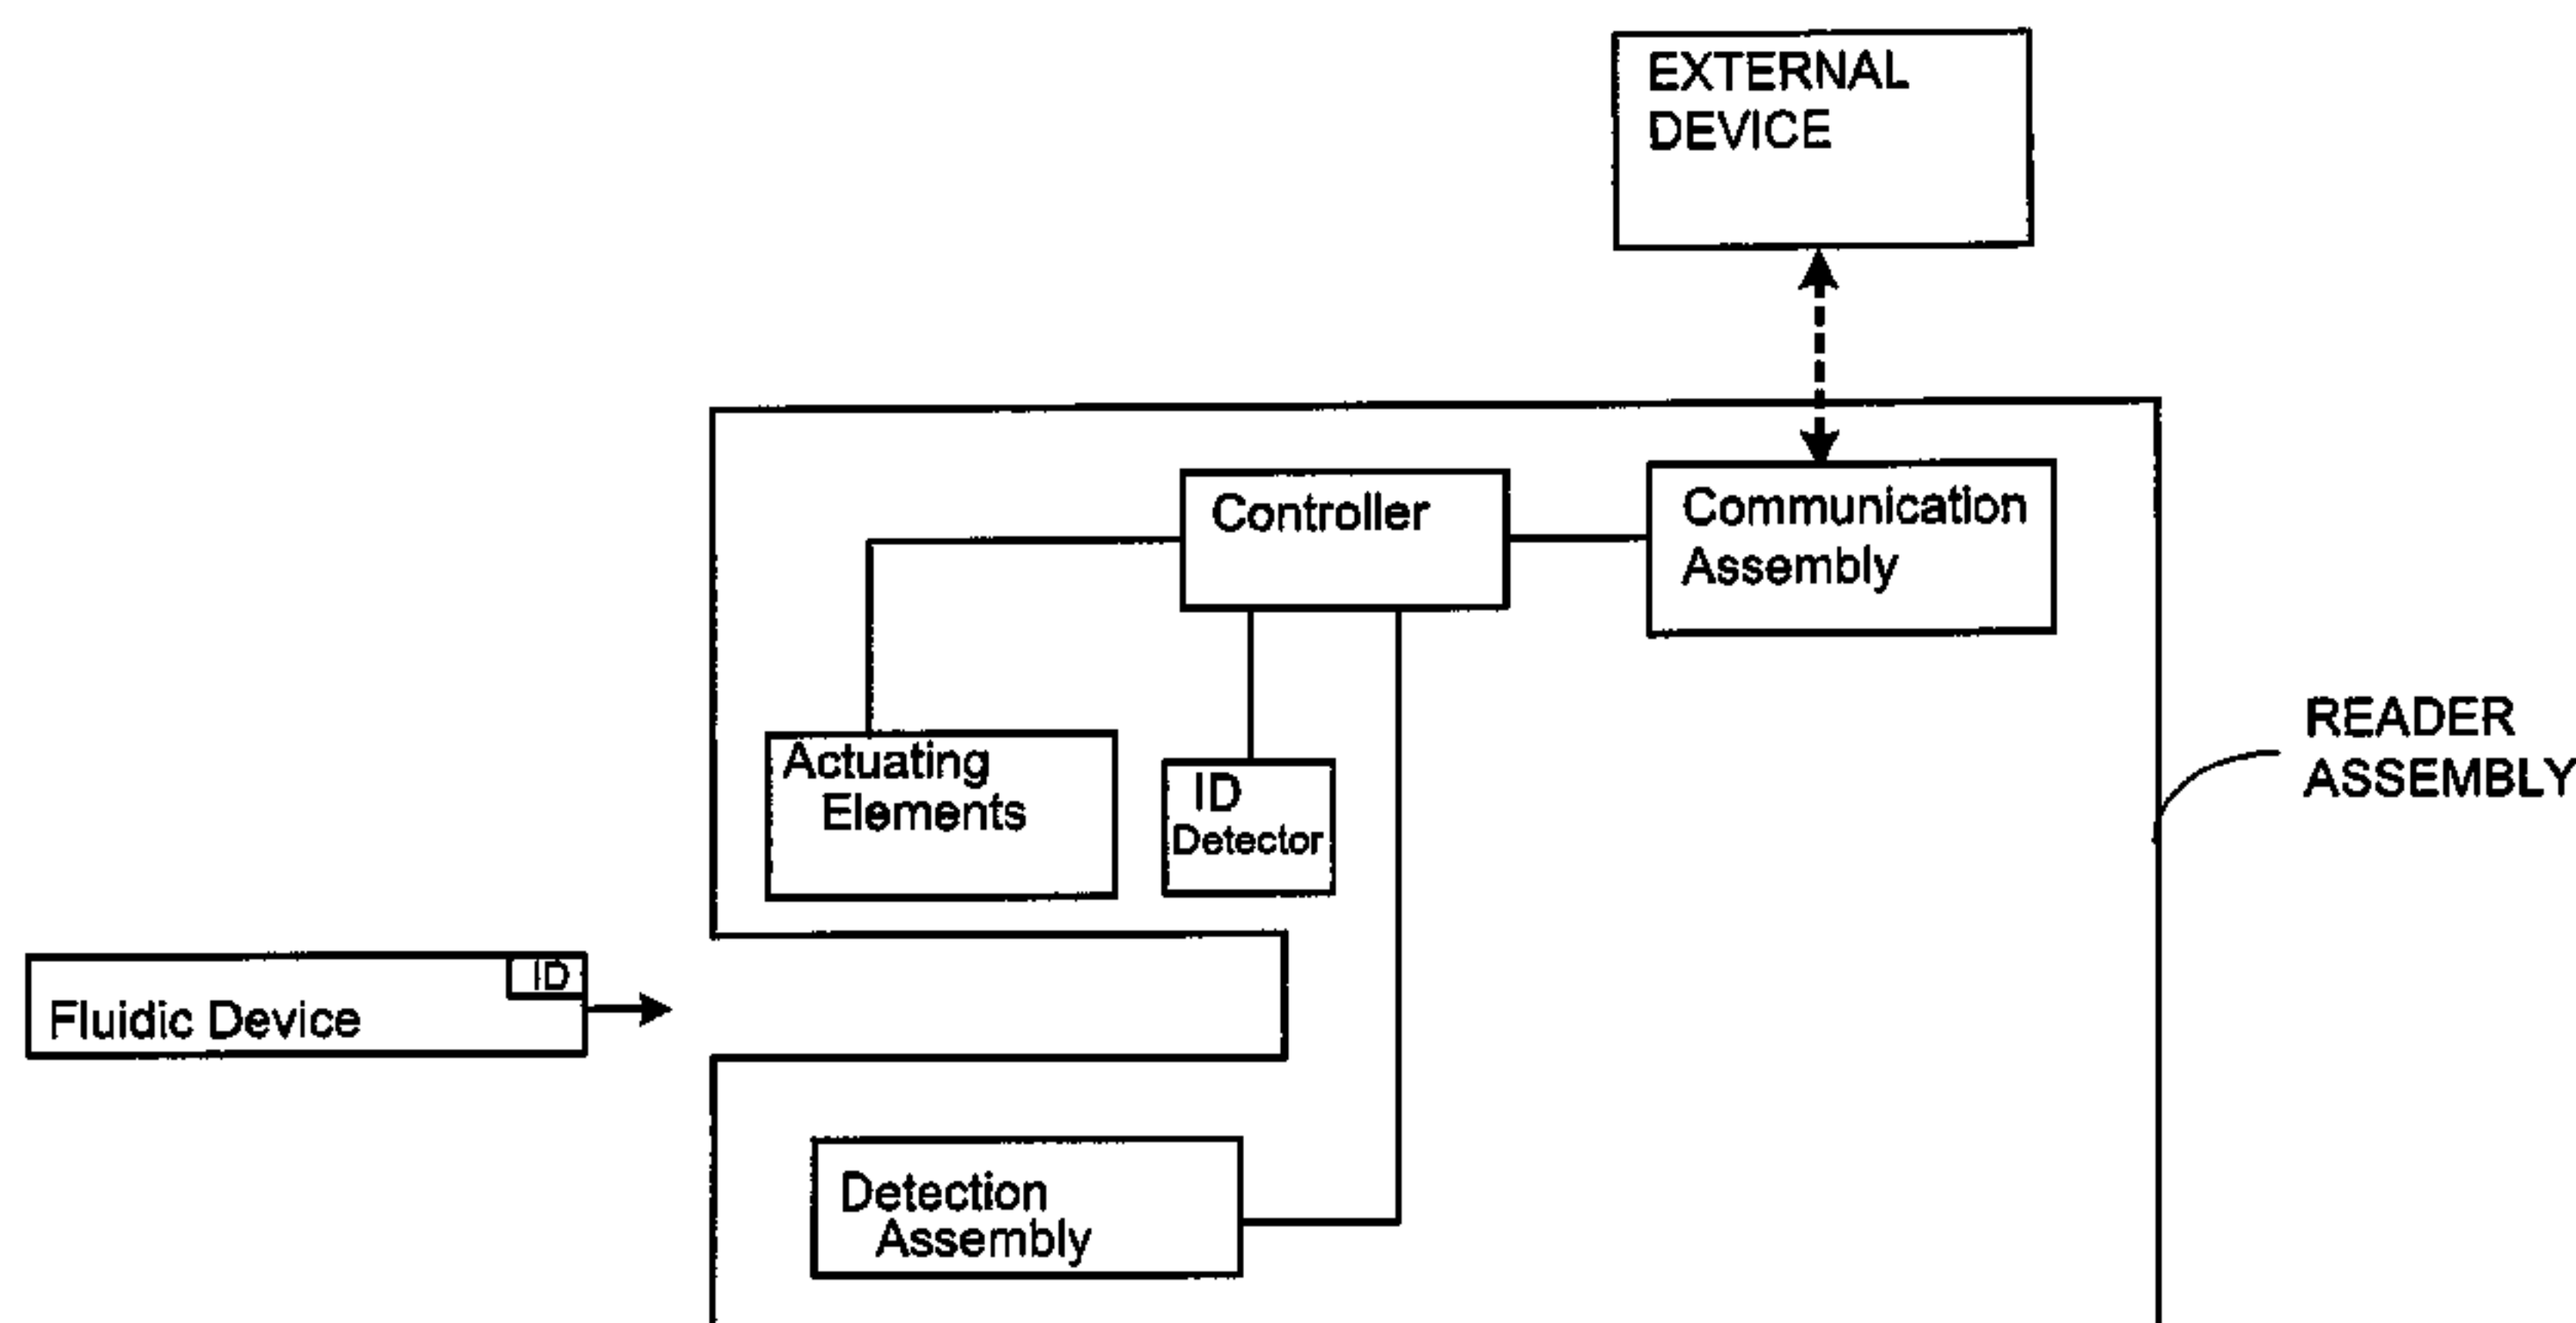 EXTERNAL
DEVICE
Controller
Communication
Assembly
READER
ASSEMBLY
Actuating
Elements
ID
Detector
ID
Fluidic Device
Detection
Assembly